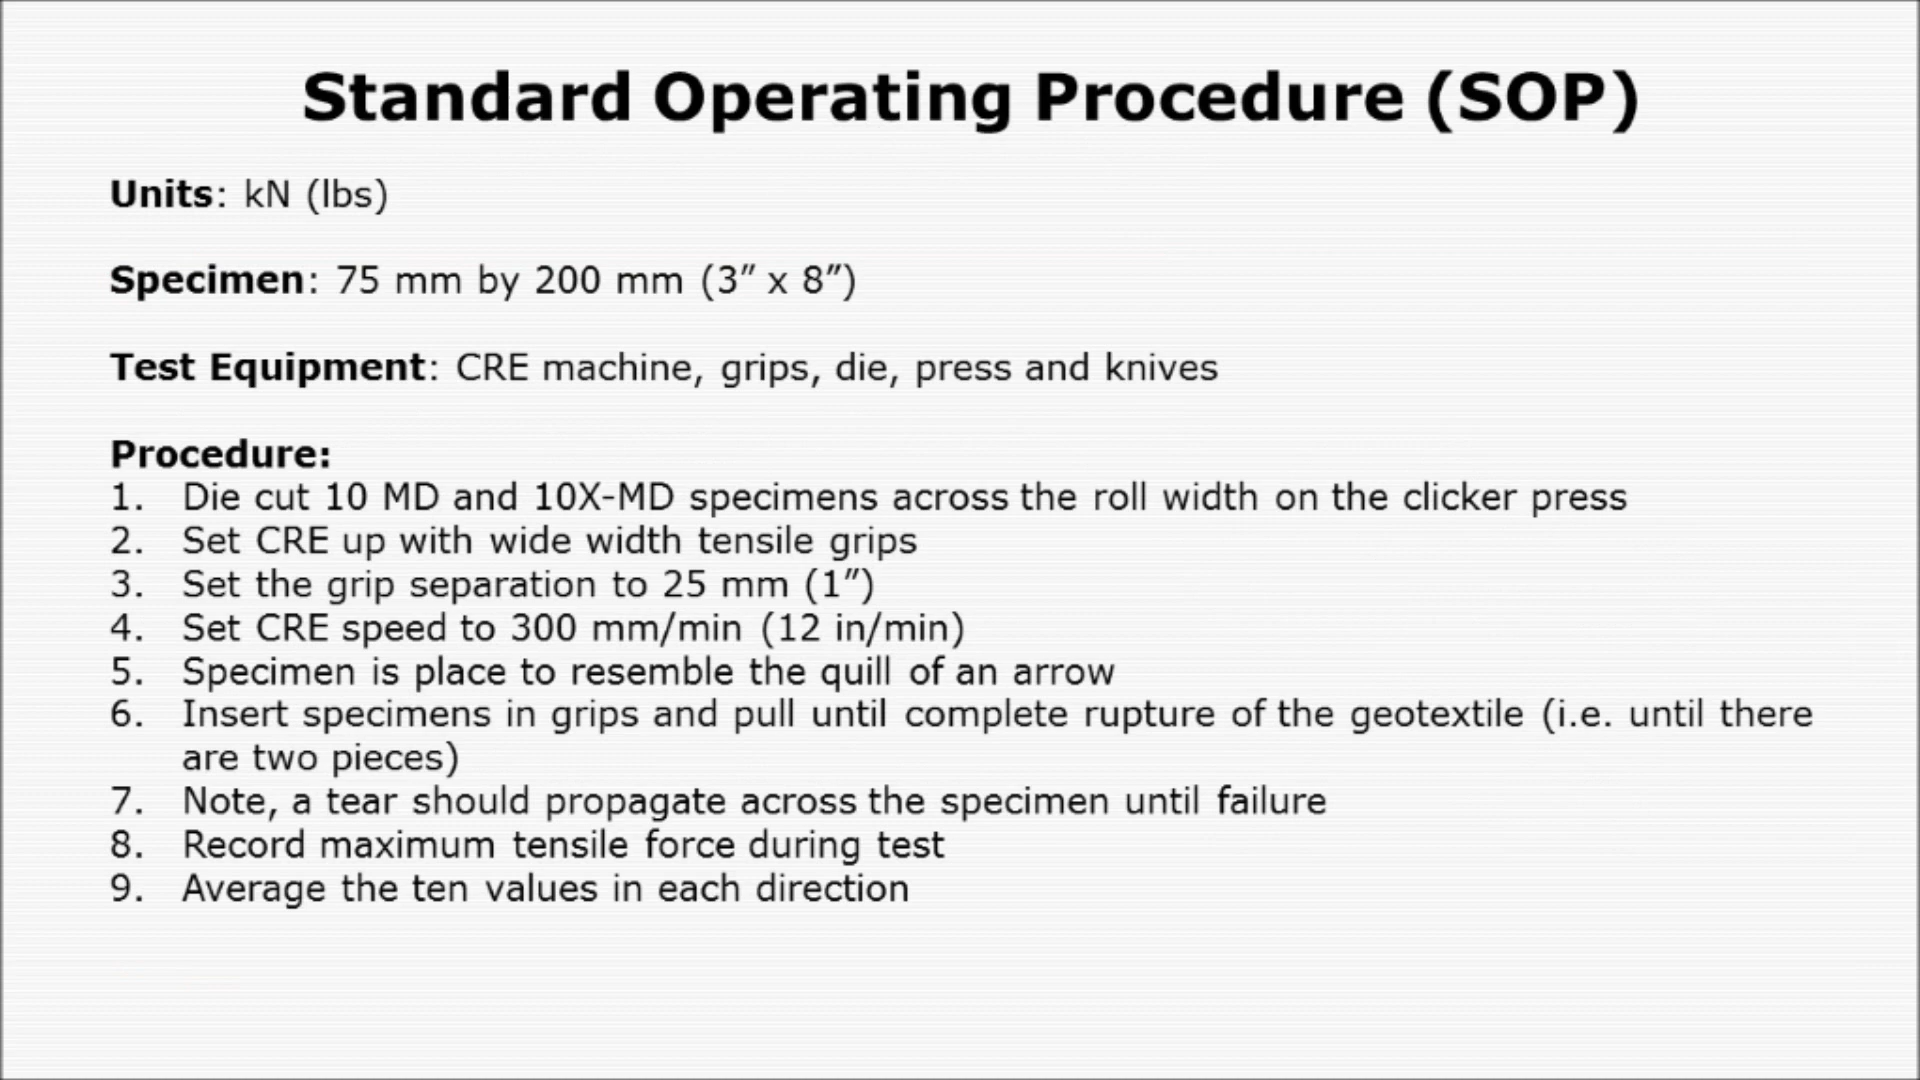 Standard Operating Procedure (SOP)
Units: kN (lbs)
Specimen: 75 mm by 200 mm (3″ x 8″)
Test Equipment: CRE machine, grips, die, press and knives
Procedure:
1. Die cut 10 MD and 10X-MD specimens across the roll width on the clicker press
2. Set CRE up with wide width tensile grips
3. Set the grip separation to 25 mm (1″)
4. Set CRE speed to 300 mm/min (12 in/min)
5. Specimen is place to resemble the quill of an arrow
6. Insert specimens in grips and pull until complete rupture of the geotextile (i.e. until there
are two pieces)
7. Note, a tear should propagate across the specimen until failure
8. Record maximum tensile force during test
9. Average the ten values in each direction